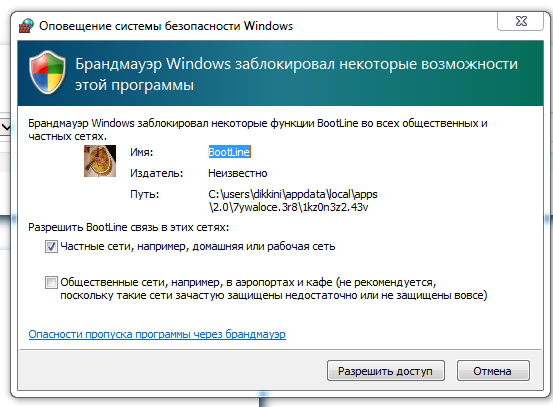 Оповещение системы безопасности Windows
Брандмауэр Windows заблокировал некоторые возможности
этой программы
Брандмауэр Windows заблокировал некоторые функции BootLine во всех общественных и
частных сетях.
Имя: BootLine
Издатель: Неизвестно
Путь: C:\users\dikkini\appdata\local\apps
\2.0\7ywaloce.3r8\1kz0n3z2.43v
Разрешить BootLine связь в этих сетях:
Частные сети, например, домашняя или рабочая сеть
Общественные сети, например, в аэропортах и кафе (не рекомендуется,
поскольку такие сети зачастую защищены недостаточно или не защищены вовсе)
Опасности пропуска программы через брандмауэр
Разрешить доступ Отмена